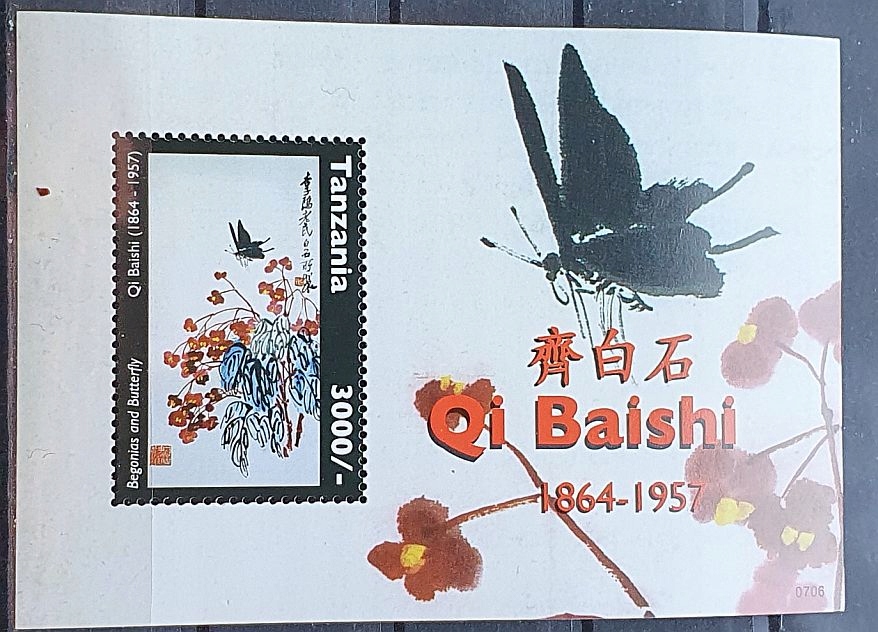 Tanzania 3000/-
Qi Baishi (1864 - 1957)
Begonias and Butterfly
齊白石
Qi Baishi
1864-1957
0706